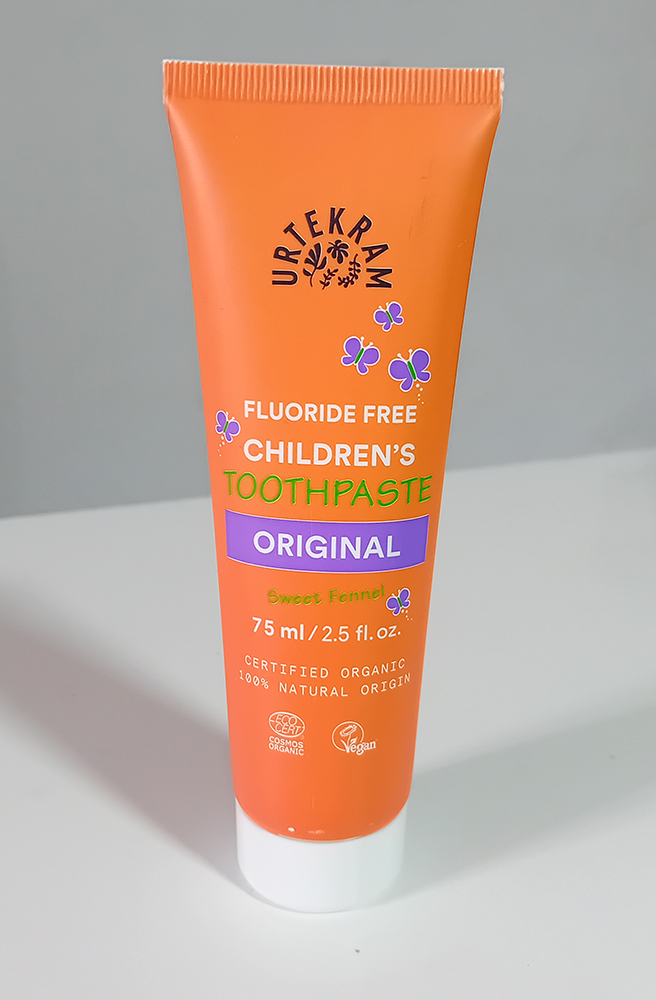 URTEKRAM
FLUORIDE FREE
CHILDREN'S
TOOTHPASTE
ORIGINAL
Sweet Fennel
75 ml / 2.5 fl. oz.
CERTIFIED ORGANIC
100% NATURAL ORIGIN
ECO
CERT
COSMOS
ORGANIC
Vegan